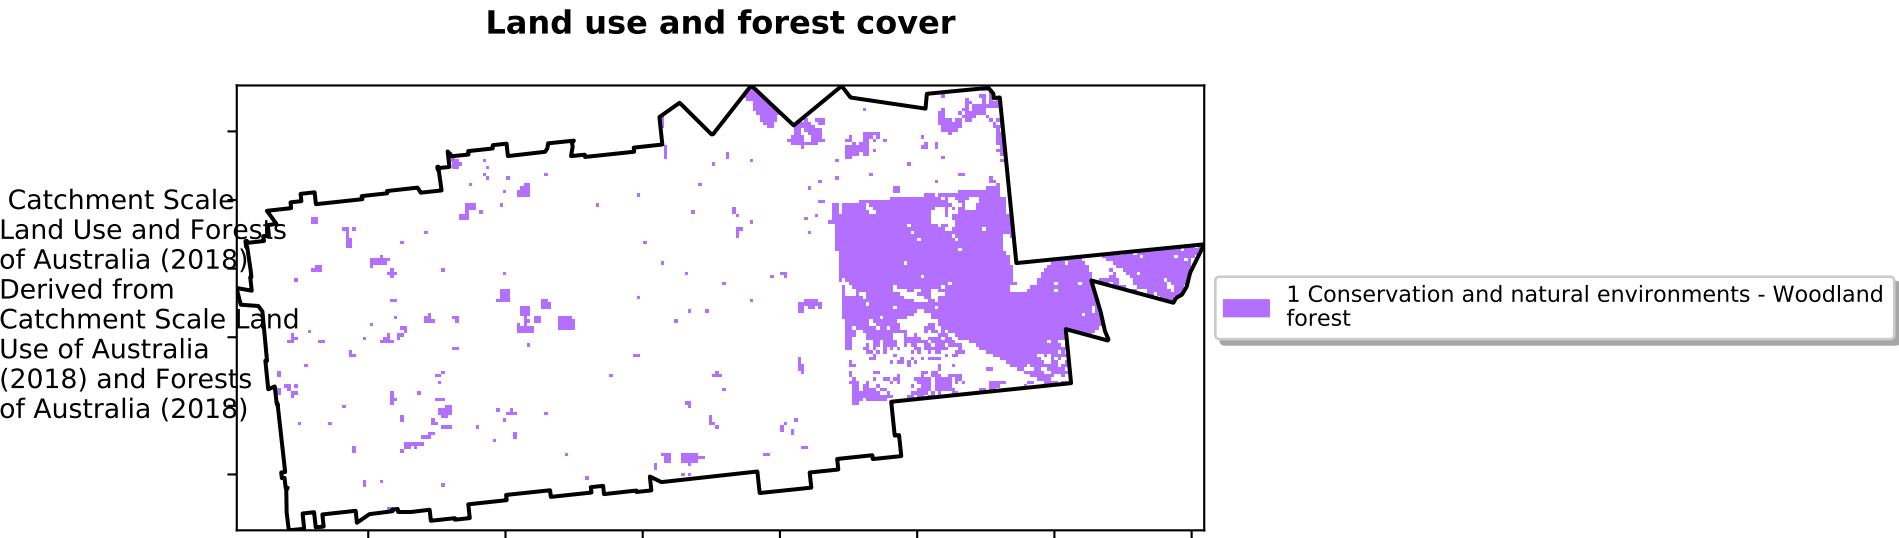 Land use and forest cover
Catchment Scale
Land Use and Forests
of Australia (2018)
Derived from
Catchment Scale Land
Use of Australia
(2018) and Forests
of Australia (2018)
1 Conservation and natural environments - Woodland
forest